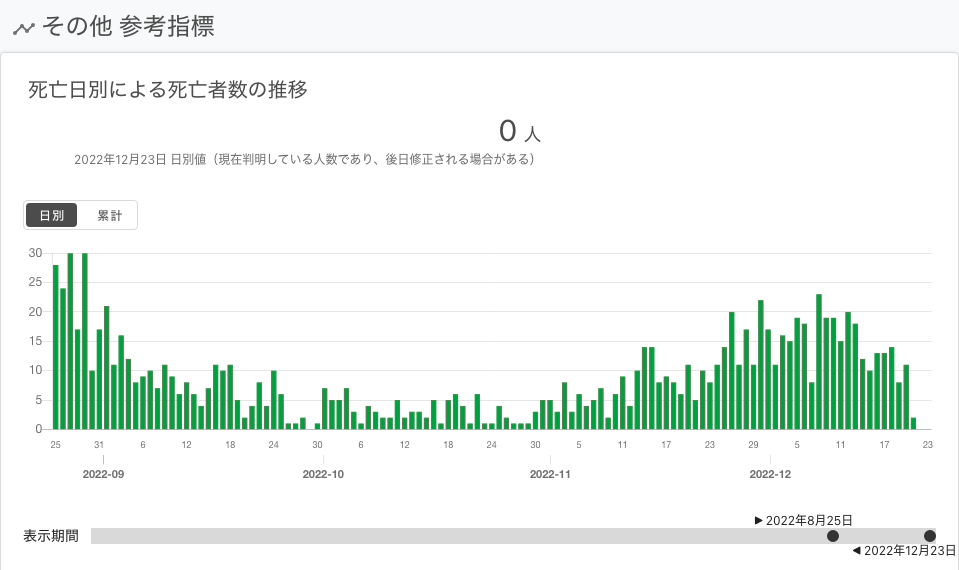 その他 参考指標
死亡日別による死亡者数の推移
0 人
2022年12月23日 日別値（現在判明している人数であり、後日修正される場合がある）
日別 累計
30
25
20
15
10
5
0
25 31 6 12 18 24 30 6 12 18 24 30 5 11 17 23 29 5 11 17 23
2022-09 2022-10 2022-11 2022-12
▶ 2022年8月25日
表示期間
◀ 2022年12月23日